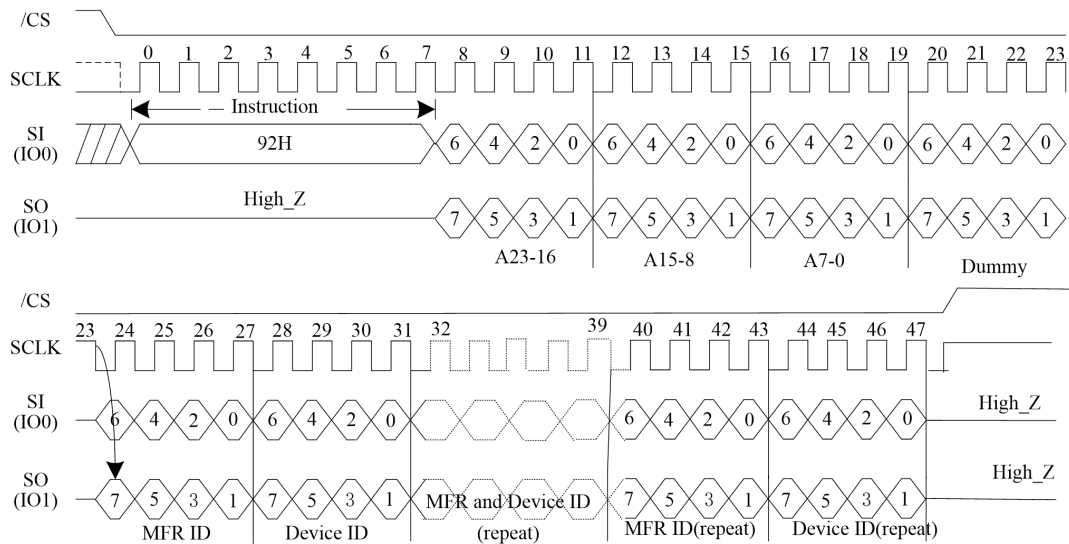 /CS
0 1 2 3 4 5 6 7 8 9 10 11 12 13 14 15 16 17 18 19 20 21 22 23
SCLK
Instruction
SI
(IO0)
92H
6 4 2 0 6 4 2 0 6 4 2 0 6 4 2 0
SO
(IO1)
High_Z
7 5 3 1 7 5 3 1 7 5 3 1 7 5 3 1
A23-16
A15-8
A7-0
Dummy
/CS
23 24 25 26 27 28 29 30 31 32 39 40 41 42 43 44 45 46 47
SCLK
SI
(IO0)
6 4 2 0 6 4 2 0 6 4 2 0 6 4 2 0
High_Z
SO
(IO1)
7 5 3 1 7 5 3 1 MFR and Device ID 7 5 3 1 7 5 3 1
High_Z
MFR ID
Device ID
(repeat)
MFR ID(repeat)
Device ID(repeat)